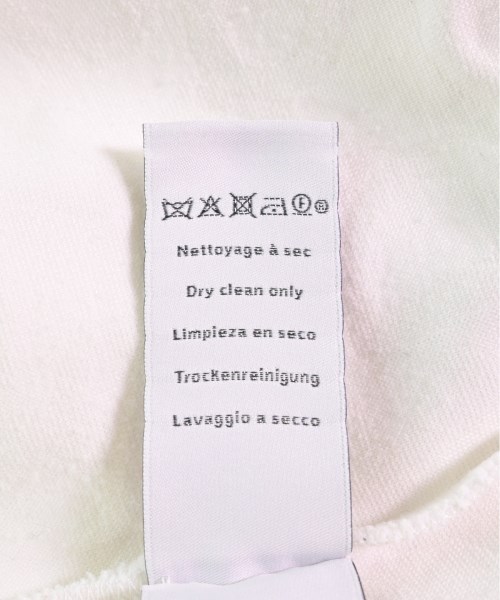 F
Nettoyage à sec
Dry clean only
Limpieza en seco
Trockenreinigung
Lavaggio a secco